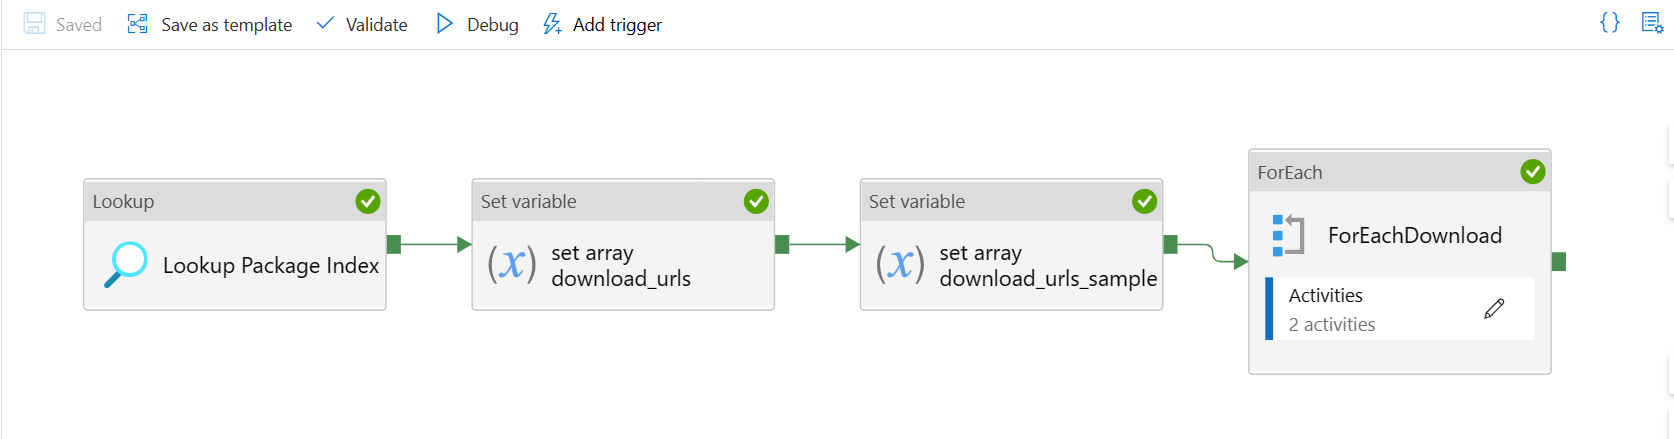 Saved Save as template Validate Debug Add trigger {}
Lookup
Lookup Package Index
Set variable
(x) set array
download_urls
Set variable
(x) set array
download_urls_sample
ForEach
ForEachDownload
Activities
2 activities